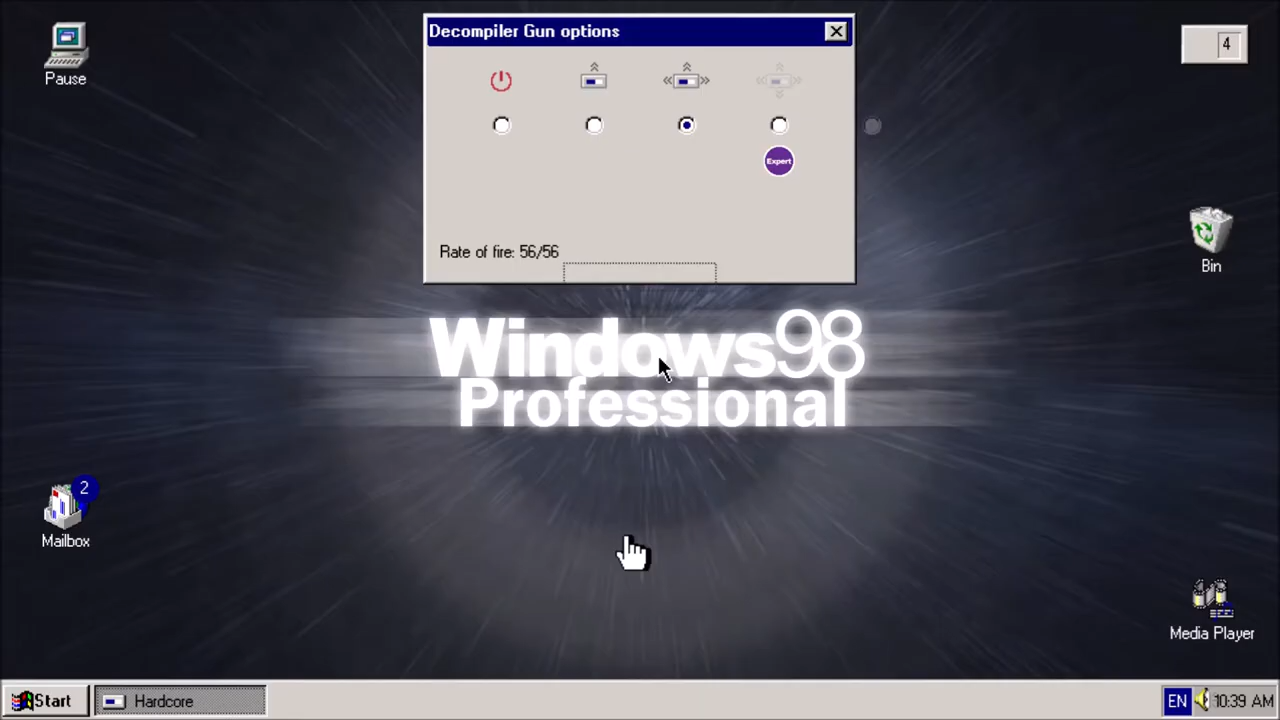 Decompiler Gun options
4
Pause
Expert
Bin
Rate of fire: 56/56
Windows98
Professional
2
Mailbox
Media Player
Start
Hardcore
EN
10:39 AM